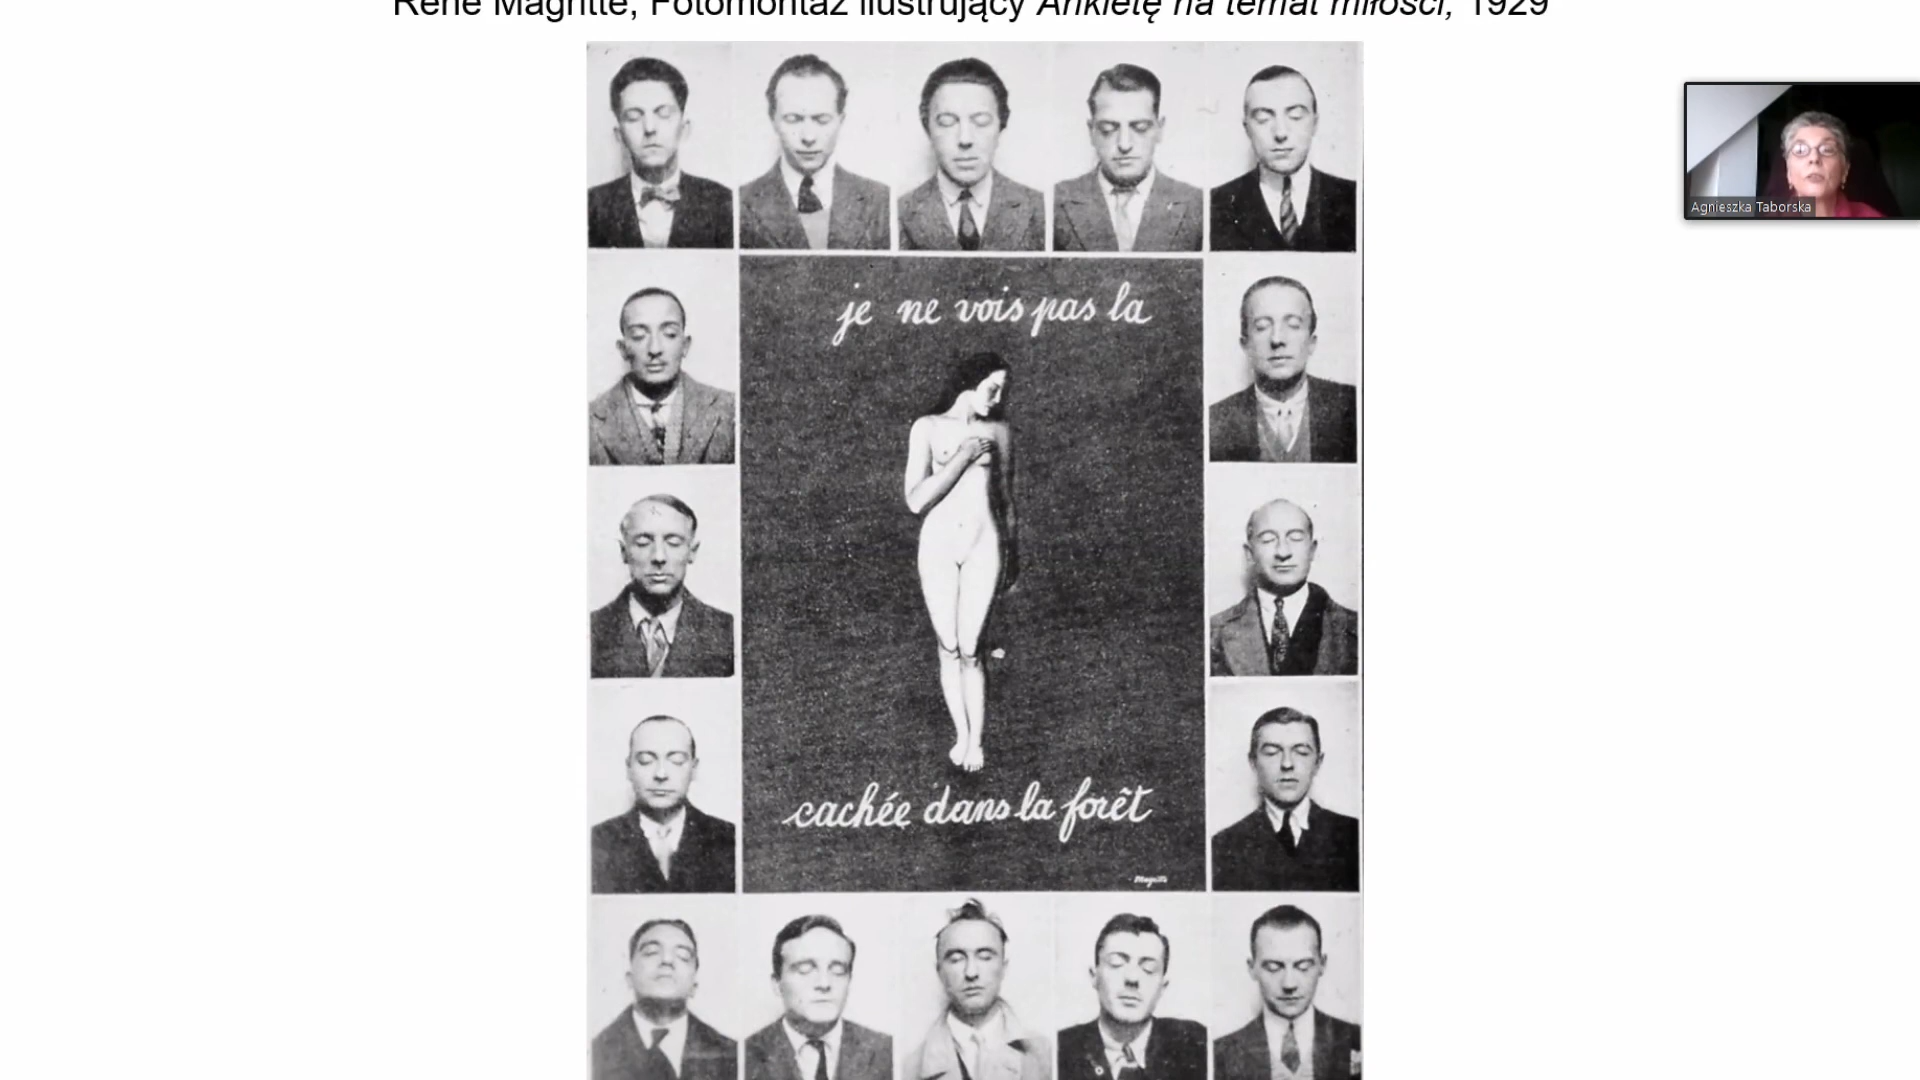 René Magritte, Fotomontaż ilustrujący Ankietę na temat miłości, 1929
Agnieszka Taborska
je ne vois pas la
cachée dans la forêt
Magritte